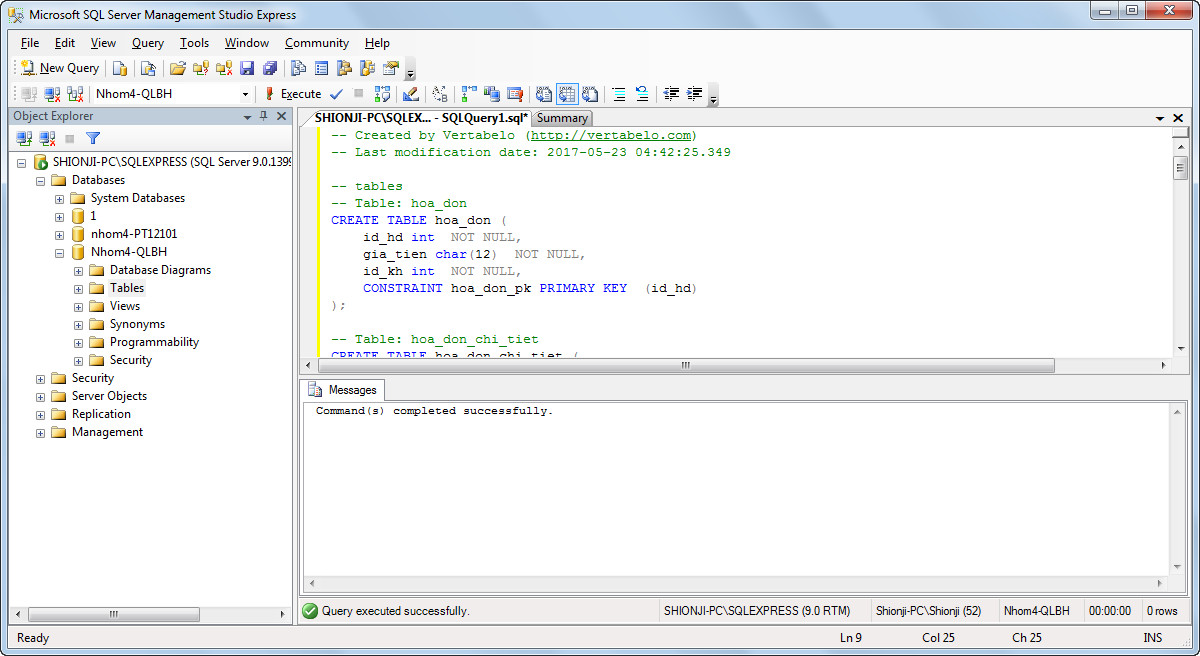 Microsoft SQL Server Management Studio Express
File Edit View Query Tools Window Community Help
New Query
Nhom4-QLBH Execute
Object Explorer
SHIONJI-PC\SQLEX... - SQLQuery1.sql* Summary
SHIONJI-PC\SQLEXPRESS (SQL Server 9.0.1399
Databases
System Databases
1
nhom4-PT12101
Nhom4-QLBH
Database Diagrams
Tables
Views
Synonyms
Programmability
Security
Security
Server Objects
Replication
Management
-- Created by Vertabelo (http://vertabelo.com)
-- Last modification date: 2017-05-23 04:42:25.349
-- tables
-- Table: hoa_don
CREATE TABLE hoa_don (
id_hd int  NOT NULL,
gia_tien char(12)  NOT NULL,
id_kh int  NOT NULL,
CONSTRAINT hoa_don_pk PRIMARY KEY  (id_hd)
);
-- Table: hoa_don_chi_tiet
CREATE TABLE hoa_don_chi_tiet (
Messages
Command(s) completed successfully.
Query executed successfully. SHIONJI-PC\SQLEXPRESS (9.0 RTM) Shionji-PC\Shionji (52) Nhom4-QLBH 00:00:00 0 rows
Ready Ln 9 Col 25 Ch 25 INS